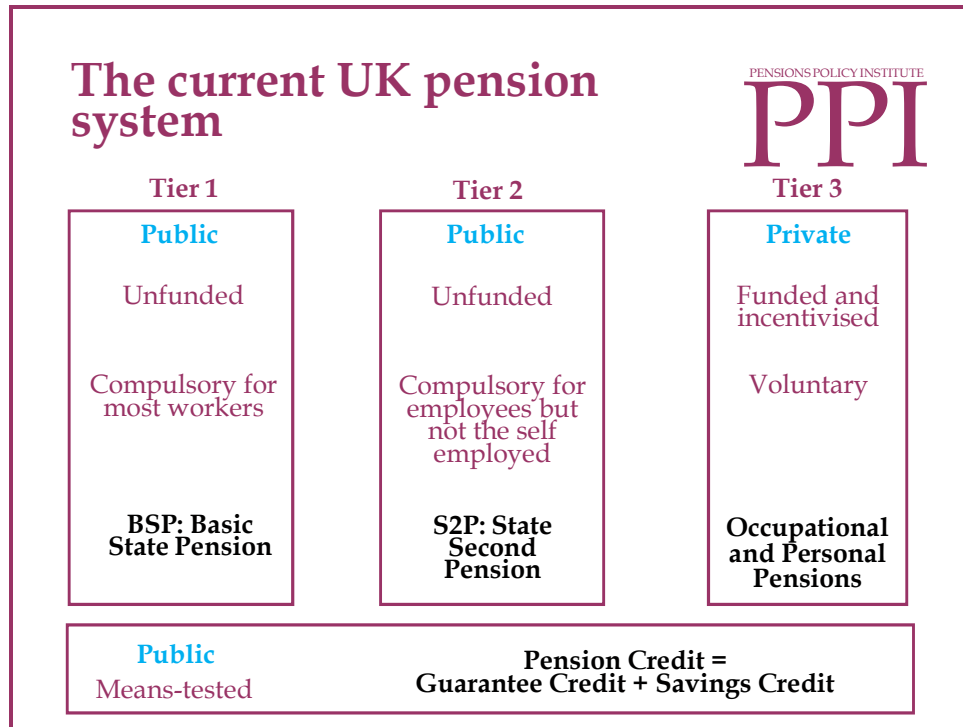 The current UK pension
system
PENSIONS POLICY INSTITUTE
PPI
Tier 1
Public
Unfunded
Compulsory for
most workers
BSP: Basic
State Pension
Tier 2
Public
Unfunded
Compulsory for
employees but
not the self
employed
S2P: State
Second
Pension
Tier 3
Private
Funded and
incentivised
Voluntary
Occupational
and Personal
Pensions
Public
Means-tested
Pension Credit =
Guarantee Credit + Savings Credit